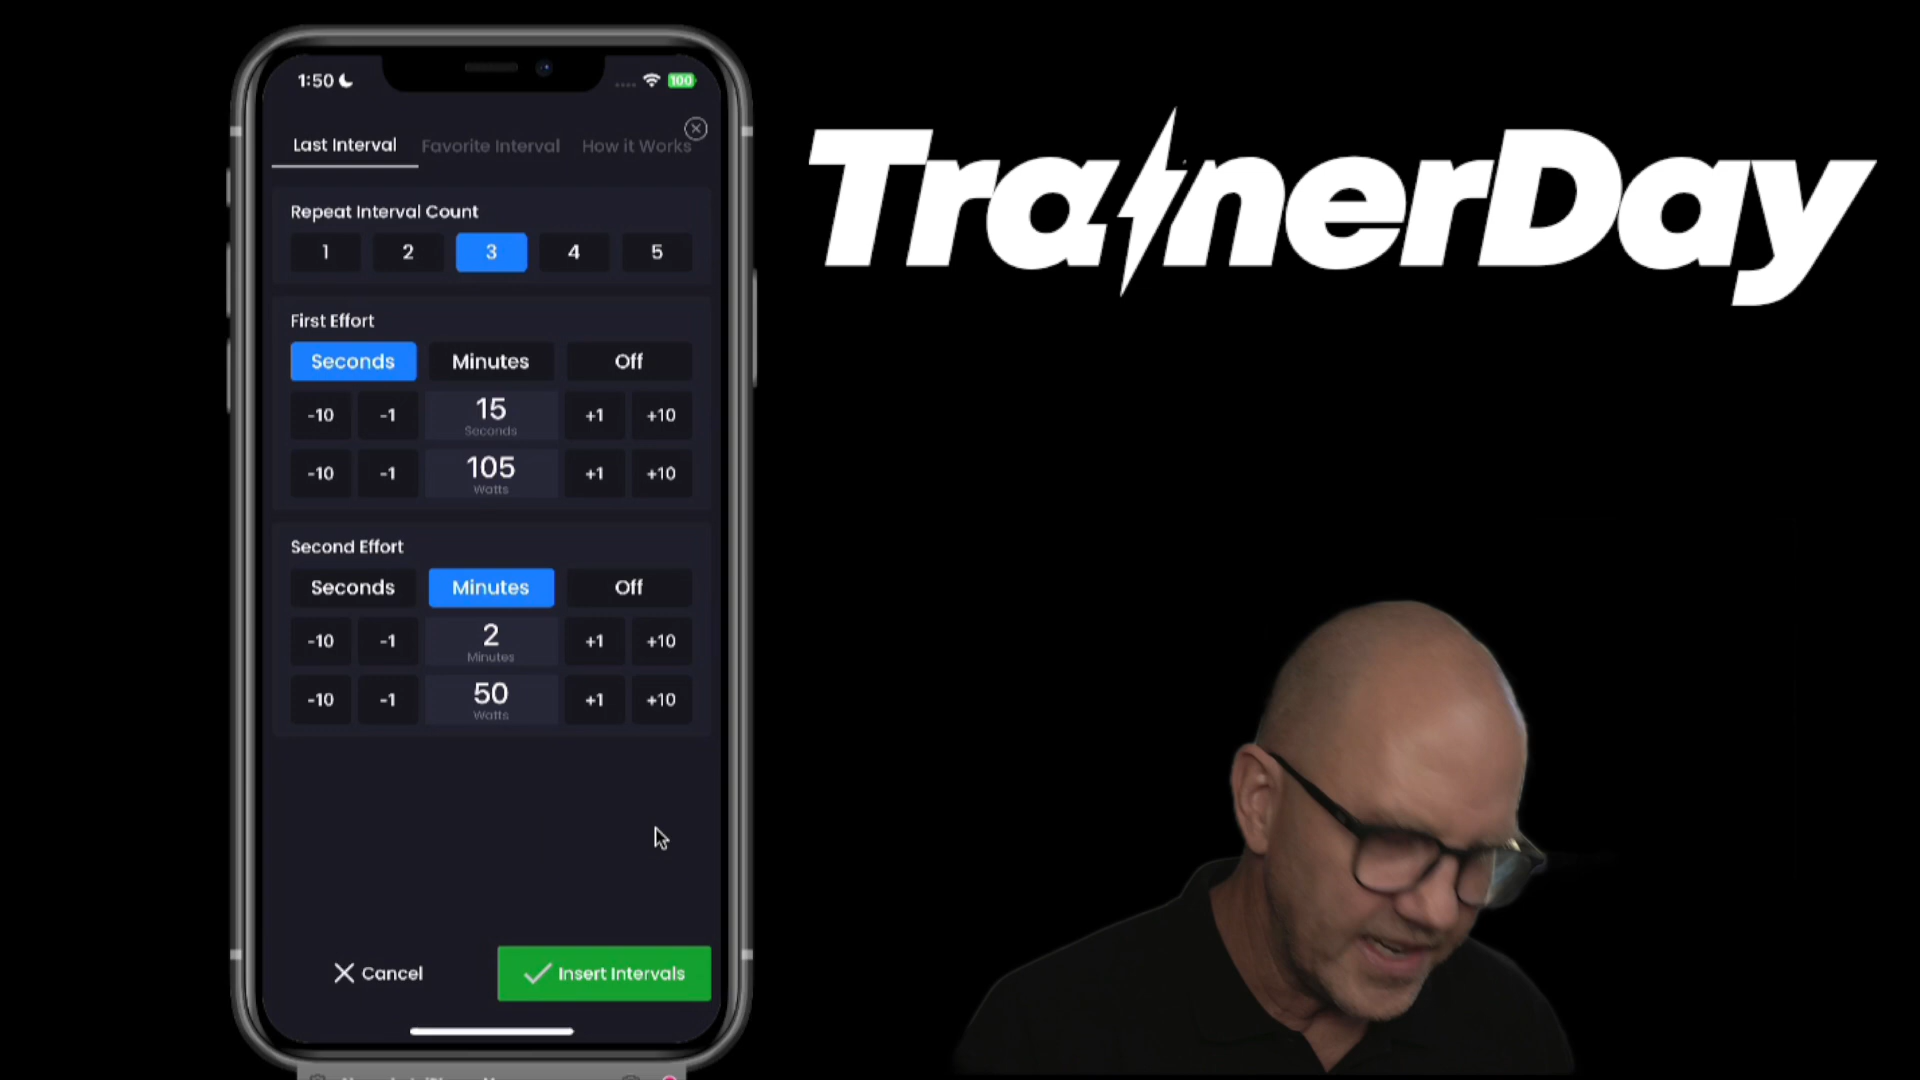 1:50
100
Last Interval Favorite Interval How it Works
Repeat Interval Count
1 2 3 4 5
First Effort
Seconds Minutes Off
-10 -1 15 +1 +10
Seconds
-10 -1 105 +1 +10
Watts
Second Effort
Seconds Minutes Off
-10 -1 2 +1 +10
Minutes
-10 -1 50 +1 +10
Watts
Cancel Insert Intervals
TrainerDay